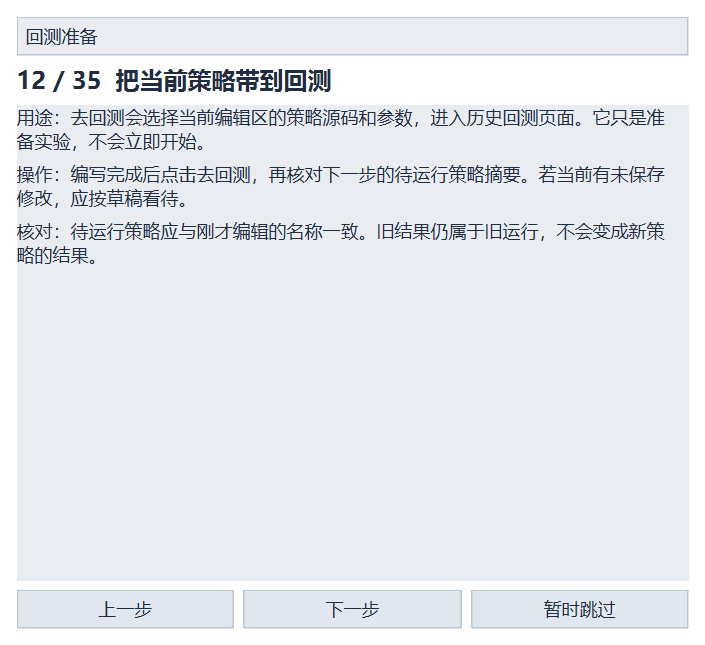 回测准备
12 / 35 把当前策略带到回测
用途：去回测会选择当前编辑区的策略源码和参数，进入历史回测页面。它只是准
备实验，不会立即开始。
操作：编写完成后点击去回测，再核对下一步的待运行策略摘要。若当前有未保存
修改，应按草稿看待。
核对：待运行策略应与刚才编辑的名称一致。旧结果仍属于旧运行，不会变成新策
略的结果。
上一步
下一步
暂时跳过